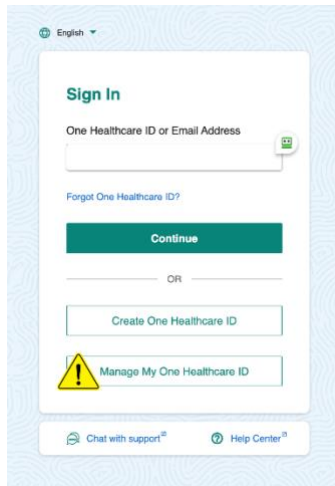 English
Sign In
One Healthcare ID or Email Address
Forgot One Healthcare ID?
Continue
OR
Create One Healthcare ID
Manage My One Healthcare ID
Chat with support
Help Center